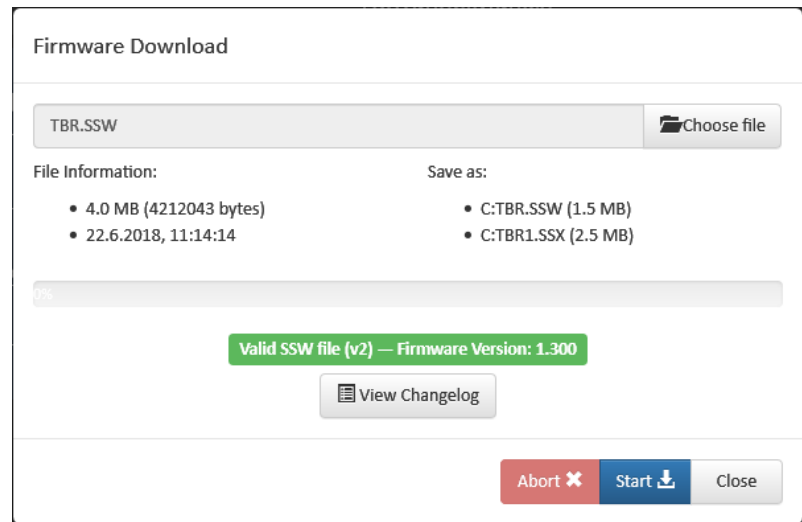 Firmware Download
TBR.SSW
Choose file
File Information:
Save as:
• 4.0 MB (4212043 bytes)
• C:TBR.SSW (1.5 MB)
• 22.6.2018, 11:14:14
• C:TBR1.SSX (2.5 MB)
0%
Valid SSW file (v2) — Firmware Version: 1.300
View Changelog
Abort
Start
Close